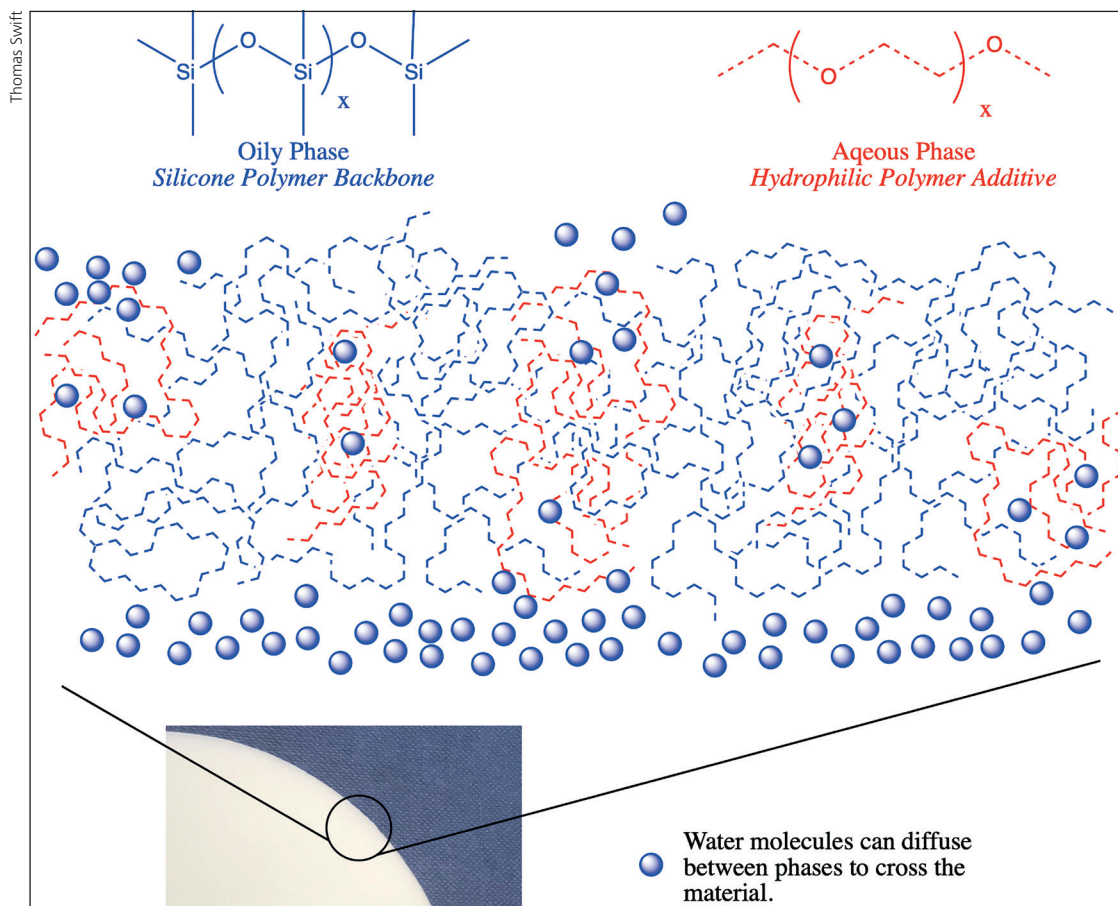 Thomas Swift
O
O
Si
Si
Si
x
O
O
x
Oily Phase
Silicone Polymer Backbone
Aqeous Phase
Hydrophilic Polymer Additive
Water molecules can diffuse
between phases to cross the
material.